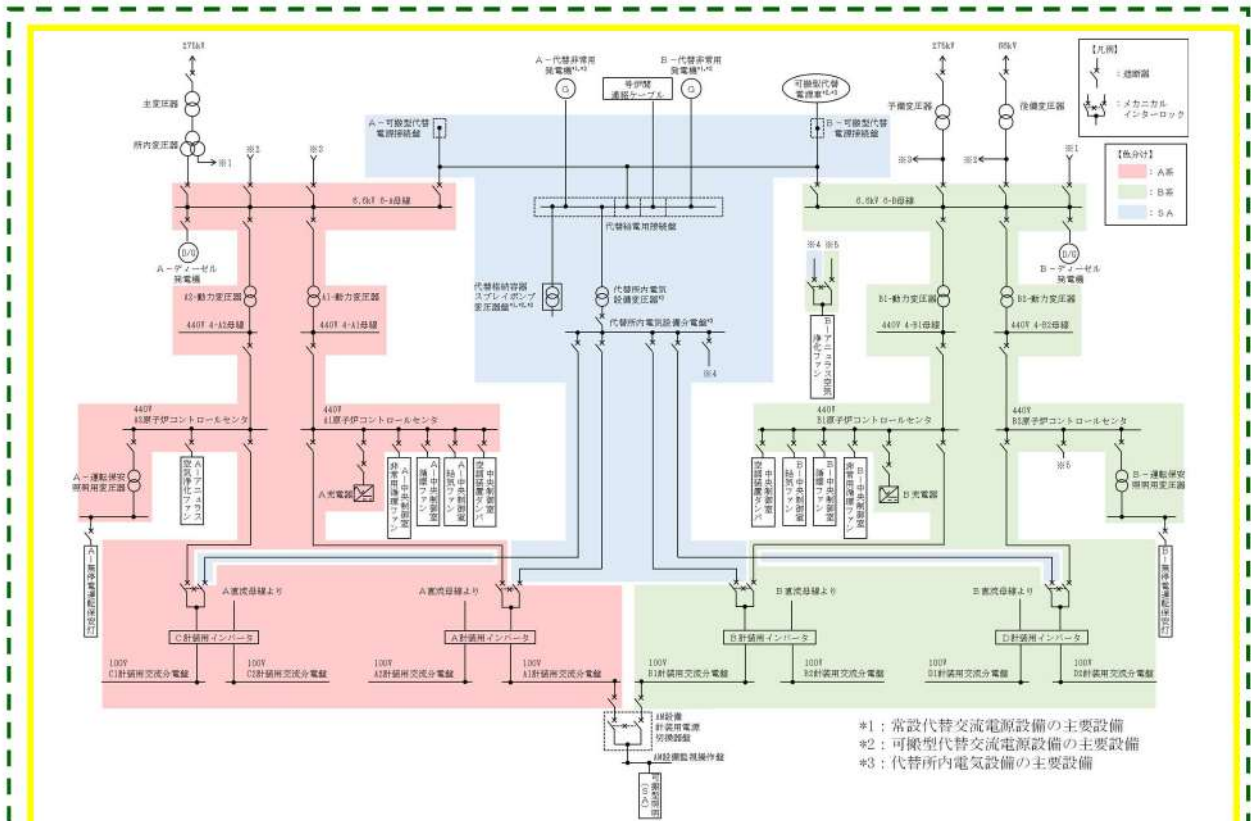 275kV
主変圧器
所内変圧器
※1
※2
※3
A-代替非常用
発電機*1,*2
号炉間
連絡ケーブル
B-代替非常用
発電機*1,*2
可搬型代替
電源車*2,*3
A-可搬型代替
電源接続盤
B-可搬型代替
電源接続盤
275kV
66kV
予備変圧器
後備変圧器
※3
※2
※1
【凡例】
:遮断器
:メカニカル
インターロック
【色分け】
:A系
:B系
:SA
6.6kV 6-A母線
6.6kV 6-B母線
代替給電用接続盤
D/G
A-ディーゼル
発電機
D/G
B-ディーゼル
発電機
A2-動力変圧器
A1-動力変圧器
代替格納容器
スプレイポンプ
変圧器盤
代替所内電気
設備変圧器*3
代替所内電気設備分電盤*3
※4
※4
※5
B-アニュラス空気
浄化ファン
B1-動力変圧器
B2-動力変圧器
440V 4-A2母線
440V 4-A1母線
440V 4-B1母線
440V 4-B2母線
440V
A2原子炉コントロールセンタ
440V
A1原子炉コントロールセンタ
440V
B1原子炉コントロールセンタ
440V
B2原子炉コントロールセンタ
A-運転保安
照明用変圧器
A-アニュラス
空気浄化ファン
A充電器
A-中央制御室
非常用循環ファン
A-中央制御室
循環ファン
A-中央制御室
給気ファン
中央制御室
空調装置ダンパ
中央制御室
空調装置ダンパ
B-中央制御室
給気ファン
B-中央制御室
循環ファン
B-中央制御室
非常用循環ファン
B充電器
※5
B-運転保安
照明用変圧器
A-無停電運転保安灯
B-無停電運転保安灯
A直流母線より
A直流母線より
B直流母線より
B直流母線より
C計装用インバータ
A計装用インバータ
B計装用インバータ
D計装用インバータ
100V
C1計装用交流分電盤
100V
C2計装用交流分電盤
100V
A2計装用交流分電盤
100V
A1計装用交流分電盤
100V
B1計装用交流分電盤
100V
B2計装用交流分電盤
100V
D1計装用交流分電盤
100V
D2計装用交流分電盤
AM設備
計装用電源
切換器盤
AM設備監視操作盤
可搬型照明
(SA)
*1:常設代替交流電源設備の主要設備
*2:可搬型代替交流電源設備の主要設備
*3:代替所内電気設備の主要設備